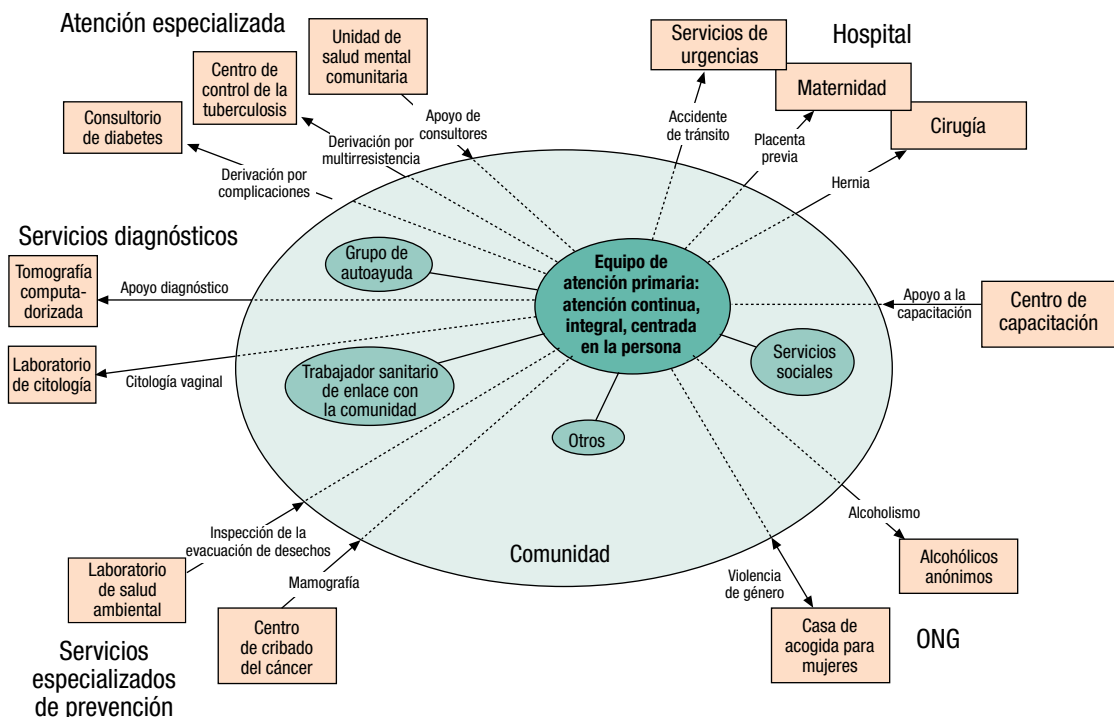 Atención especializada
Unidad de
salud mental
comunitaria
Centro de
control de la
tuberculosis
Consultorio
de diabetes
Apoyo de
consultores
Derivación por
multirresistencia
Derivación por
complicaciones
Servicios de
urgencias
Hospital
Maternidad
Cirugía
Accidente
de tránsito
Placenta
previa
Hernia
Servicios diagnósticos
Tomografía
computa-
dorizada
Apoyo diagnóstico
Laboratorio
de citología
Citología vaginal
Grupo de
autoayuda
Equipo de
atención primaria:
atención continua,
integral, centrada
en la persona
Trabajador sanitario
de enlace con
la comunidad
Servicios
sociales
Otros
Apoyo a la
capacitación
Centro de
capacitación
Comunidad
Inspección de la
evacuación de desechos
Laboratorio
de salud
ambiental
Mamografía
Centro
de cribado
del cáncer
Servicios
especializados
de prevención
Alcoholismo
Alcohólicos
anónimos
Violencia
de género
Casa de
acogida para
mujeres
ONG